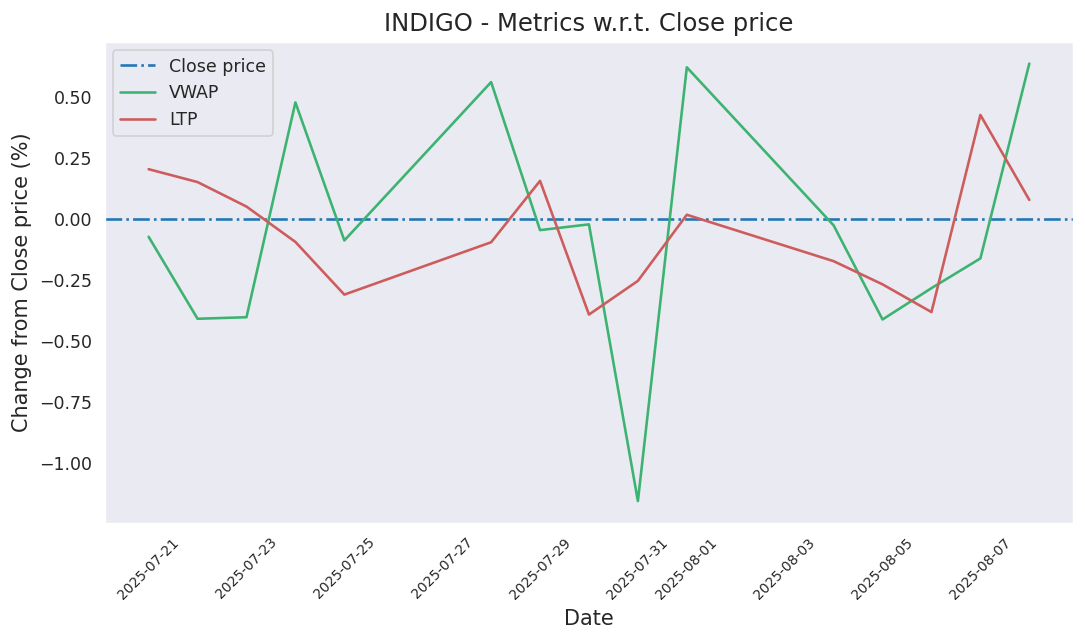 INDIGO - Metrics w.r.t. Close price
Close price
VWAP
LTP
Change from Close price (%)
0.50
0.25
0.00
−0.25
−0.50
−0.75
−1.00
2025-07-21
2025-07-23
2025-07-25
2025-07-27
2025-07-29
2025-07-31
2025-08-01
2025-08-03
2025-08-05
2025-08-07
Date